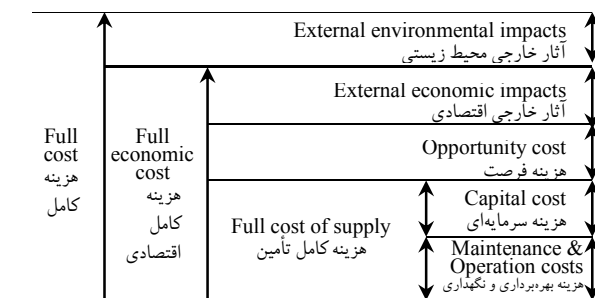 External environmental impacts
آثار خارجی محیط زیستی
External economic impacts
آثار خارجی اقتصادی
Opportunity cost
هزینه فرصت
Capital cost
هزینه سرمایه‌ای
Maintenance &
Operation costs
هزینه بهره‌برداری و نگهداری
Full cost of supply
هزینه کامل تأمین
Full
economic
cost
هزینه
کامل
اقتصادی
Full
cost
هزینه
کامل